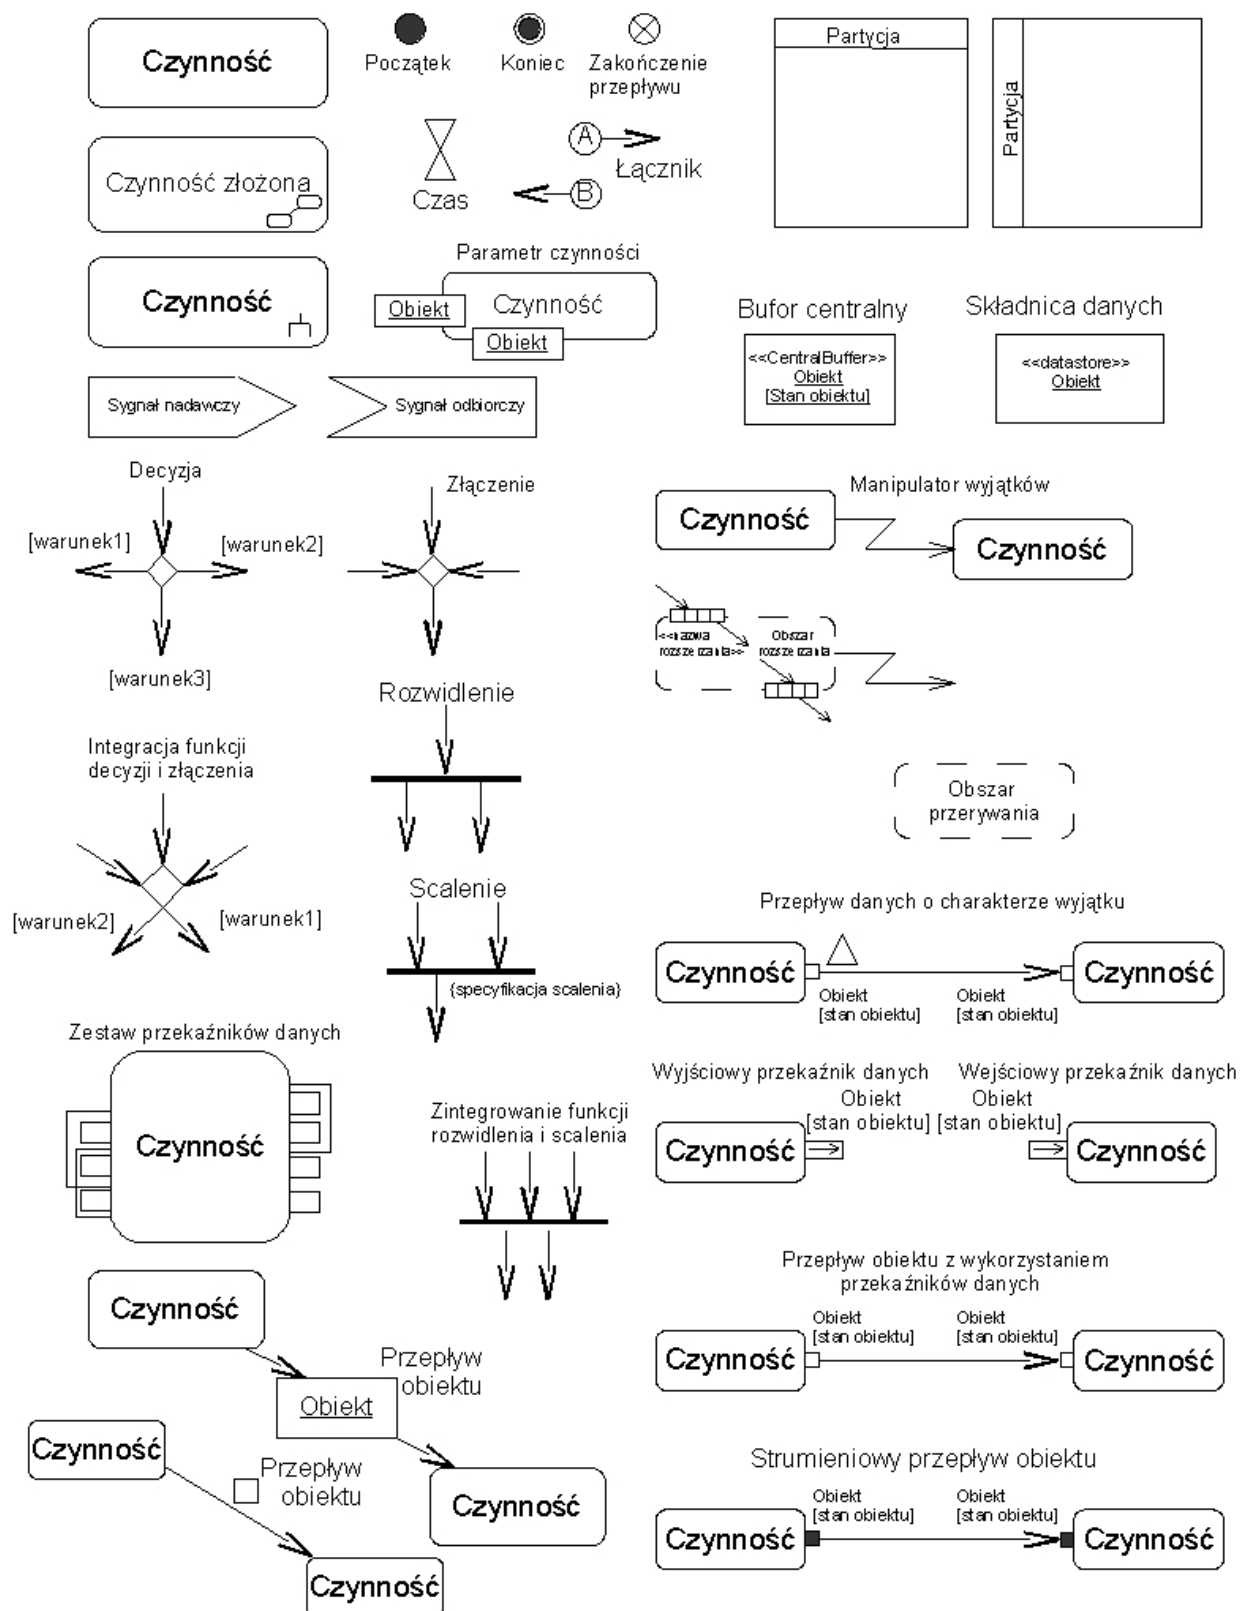 Czynność
Początek
Koniec
Zakończenie
przepływu
Partycja
Partycja
Czynność złożona
Czas
A
B
Łącznik
Czynność
Parametr czynności
Obiekt
Czynność
Obiekt
Bufor centralny
<<CentralBuffer>>
Obiekt
[Stan obiektu]
Składnica danych
<<datastore>>
Obiekt
Sygnał nadawczy
Sygnał odbiorczy
Decyzja
[warunek1]
[warunek2]
[warunek3]
Złączenie
Manipulator wyjątków
Czynność
Czynność
<<nazwa
rozszerzania>>
Obszar
rozszerzania
Rozwidlenie
Integracja funkcji
decyzji i złączenia
[warunek2]
[warunek1]
Obszar
przerywania
Scalenie
{specyfikacja scalenia}
Przepływ danych o charakterze wyjątku
Czynność
Obiekt
[stan obiektu]
Obiekt
[stan obiektu]
Czynność
Zestaw przekaźników danych
Czynność
Wyjściowy przekaźnik danych
Obiekt
[stan obiektu]
Czynność
Wejściowy przekaźnik danych
Obiekt
[stan obiektu]
Czynność
Zintegrowanie funkcji
rozwidlenia i scalenia
Przepływ obiektu z wykorzystaniem
przekaźników danych
Czynność
Obiekt
[stan obiektu]
Obiekt
[stan obiektu]
Czynność
Czynność
Przepływ
obiektu
Obiekt
Czynność
Czynność
Przepływ
obiektu
Czynność
Strumieniowy przepływ obiektu
Czynność
Obiekt
[stan obiektu]
Obiekt
[stan obiektu]
Czynność